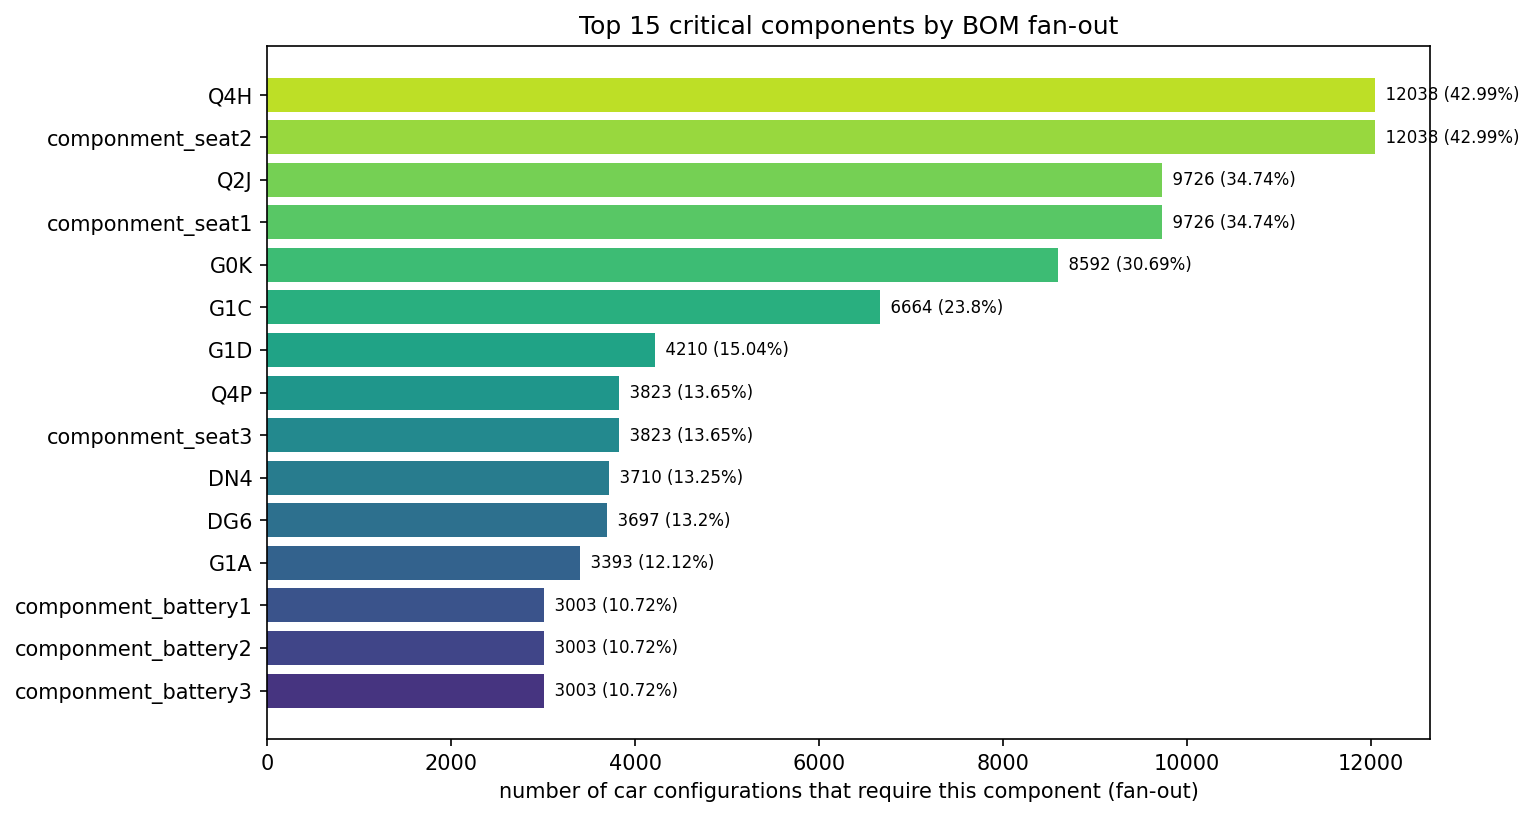 Top 15 critical components by BOM fan-out
Q4H 12038 (42.99%)
componment_seat2 12038 (42.99%)
Q2J 9726 (34.74%)
componment_seat1 9726 (34.74%)
G0K 8592 (30.69%)
G1C 6664 (23.8%)
G1D 4210 (15.04%)
Q4P 3823 (13.65%)
componment_seat3 3823 (13.65%)
DN4 3710 (13.25%)
DG6 3697 (13.2%)
G1A 3393 (12.12%)
componment_battery1 3003 (10.72%)
componment_battery2 3003 (10.72%)
componment_battery3 3003 (10.72%)
0 2000 4000 6000 8000 10000 12000
number of car configurations that require this component (fan-out)